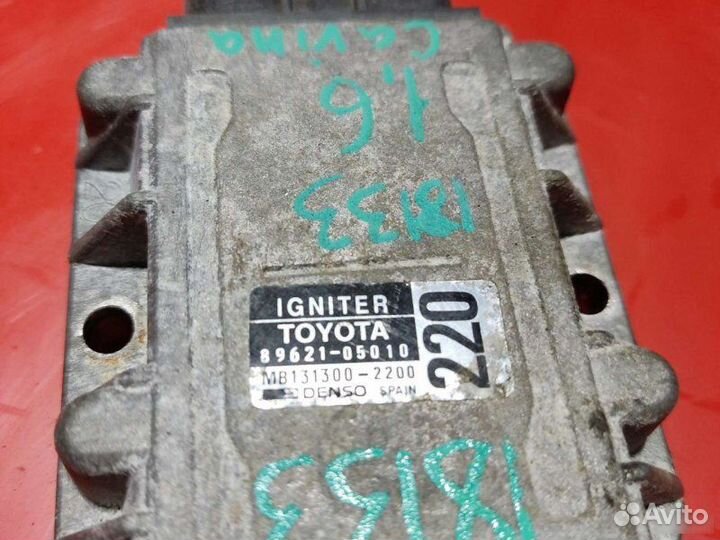 Carina
1,6
18133
IGNITER
TOYOTA
89621-05010
MB131300-2200
DENSO SPAIN
220
18133
Avito